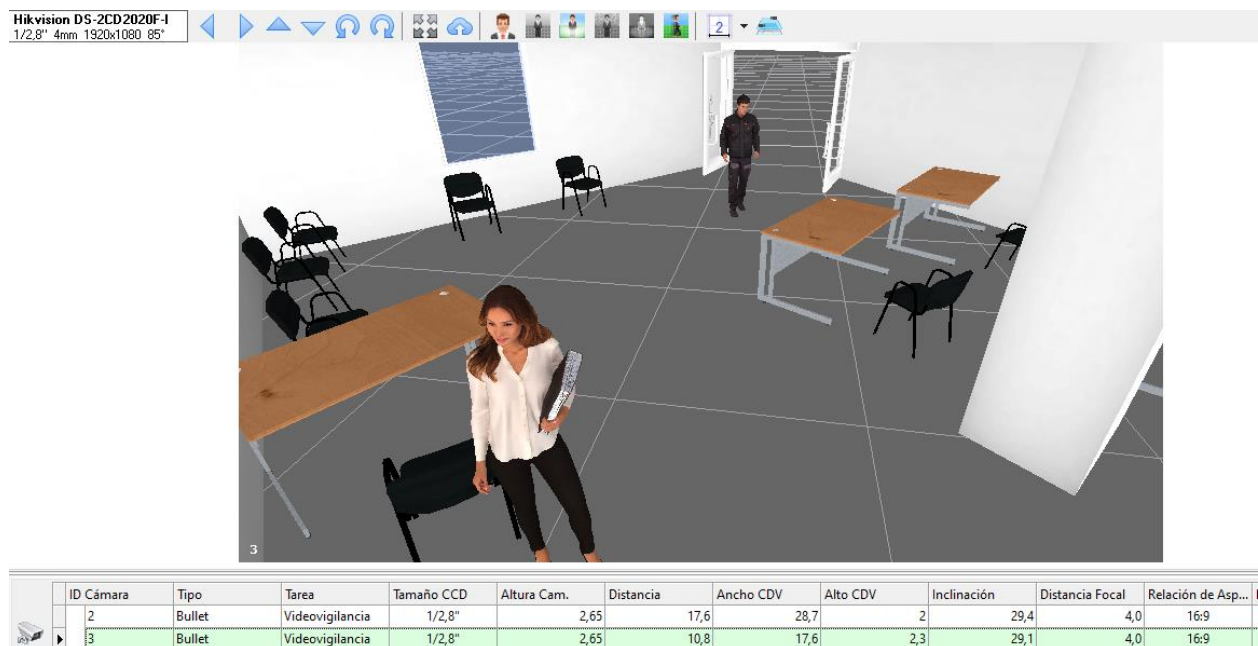 Hikvision DS-2CD2020F-I
1/2,8" 4mm 1920x1080 85°
2
3
ID Cámara Tipo Tarea Tamaño CCD Altura Cam. Distancia Ancho CDV Alto CDV Inclinación Distancia Focal Relación de Asp...
2 Bullet Videovigilancia 1/2,8" 2,65 17,6 28,7 2 29,4 4,0 16:9
3 Bullet Videovigilancia 1/2,8" 2,65 10,8 17,6 2,3 29,1 4,0 16:9